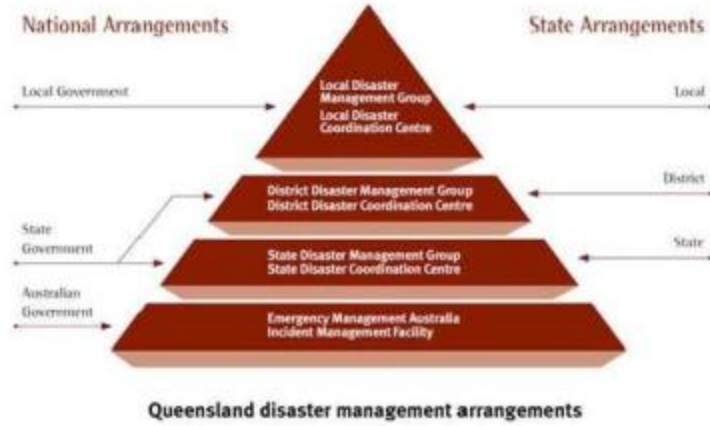 National Arrangements
State Arrangements
Local Government
Local Disaster
Management Group
Local Disaster
Coordination Centre
Local
District Disaster Management Group
District Disaster Coordination Centre
District
State
Government
State Disaster Management Group
State Disaster Coordination Centre
State
Australian
Government
Emergency Management Australia
Incident Management Facility
Queensland disaster management arrangements